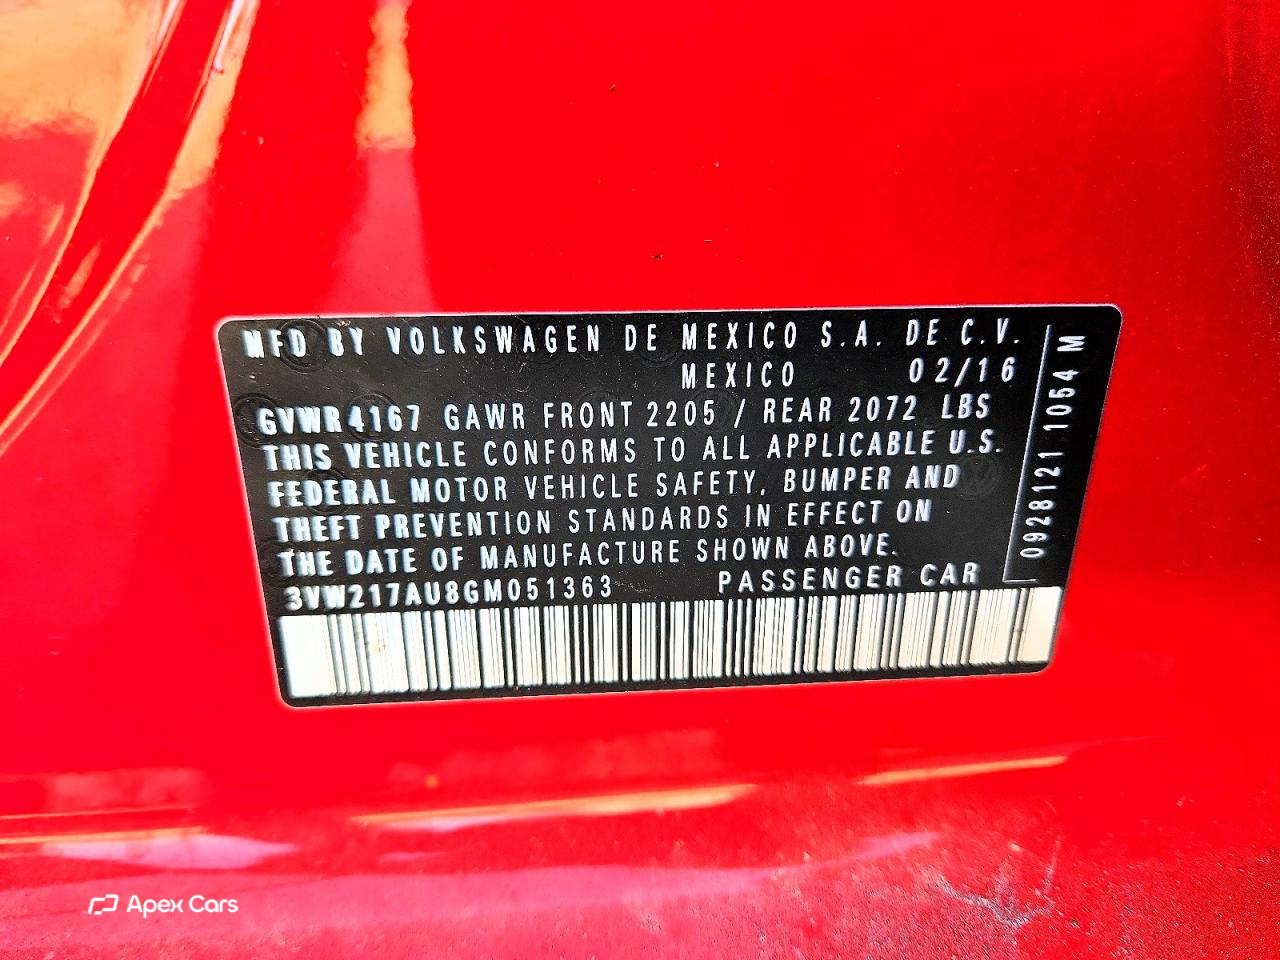 MFD BY VOLKSWAGEN DE MEXICO S.A. DE C.V.
MEXICO 02/16
GVWR 4167 GAWR FRONT 2205 / REAR 2072 LBS
THIS VEHICLE CONFORMS TO ALL APPLICABLE U.S.
FEDERAL MOTOR VEHICLE SAFETY, BUMPER AND
THEFT PREVENTION STANDARDS IN EFFECT ON
THE DATE OF MANUFACTURE SHOWN ABOVE.
3VW217AU8GM051363 PASSENGER CAR
0928121 1054 M
Apex Cars